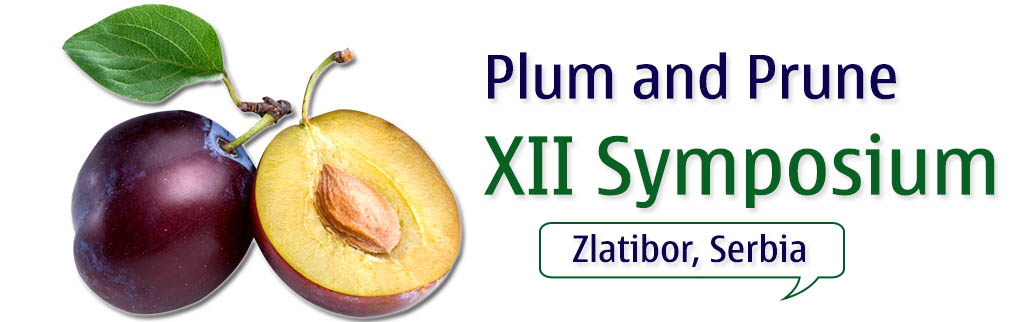 Plum and Prune
XII Symposium
Zlatibor, Serbia